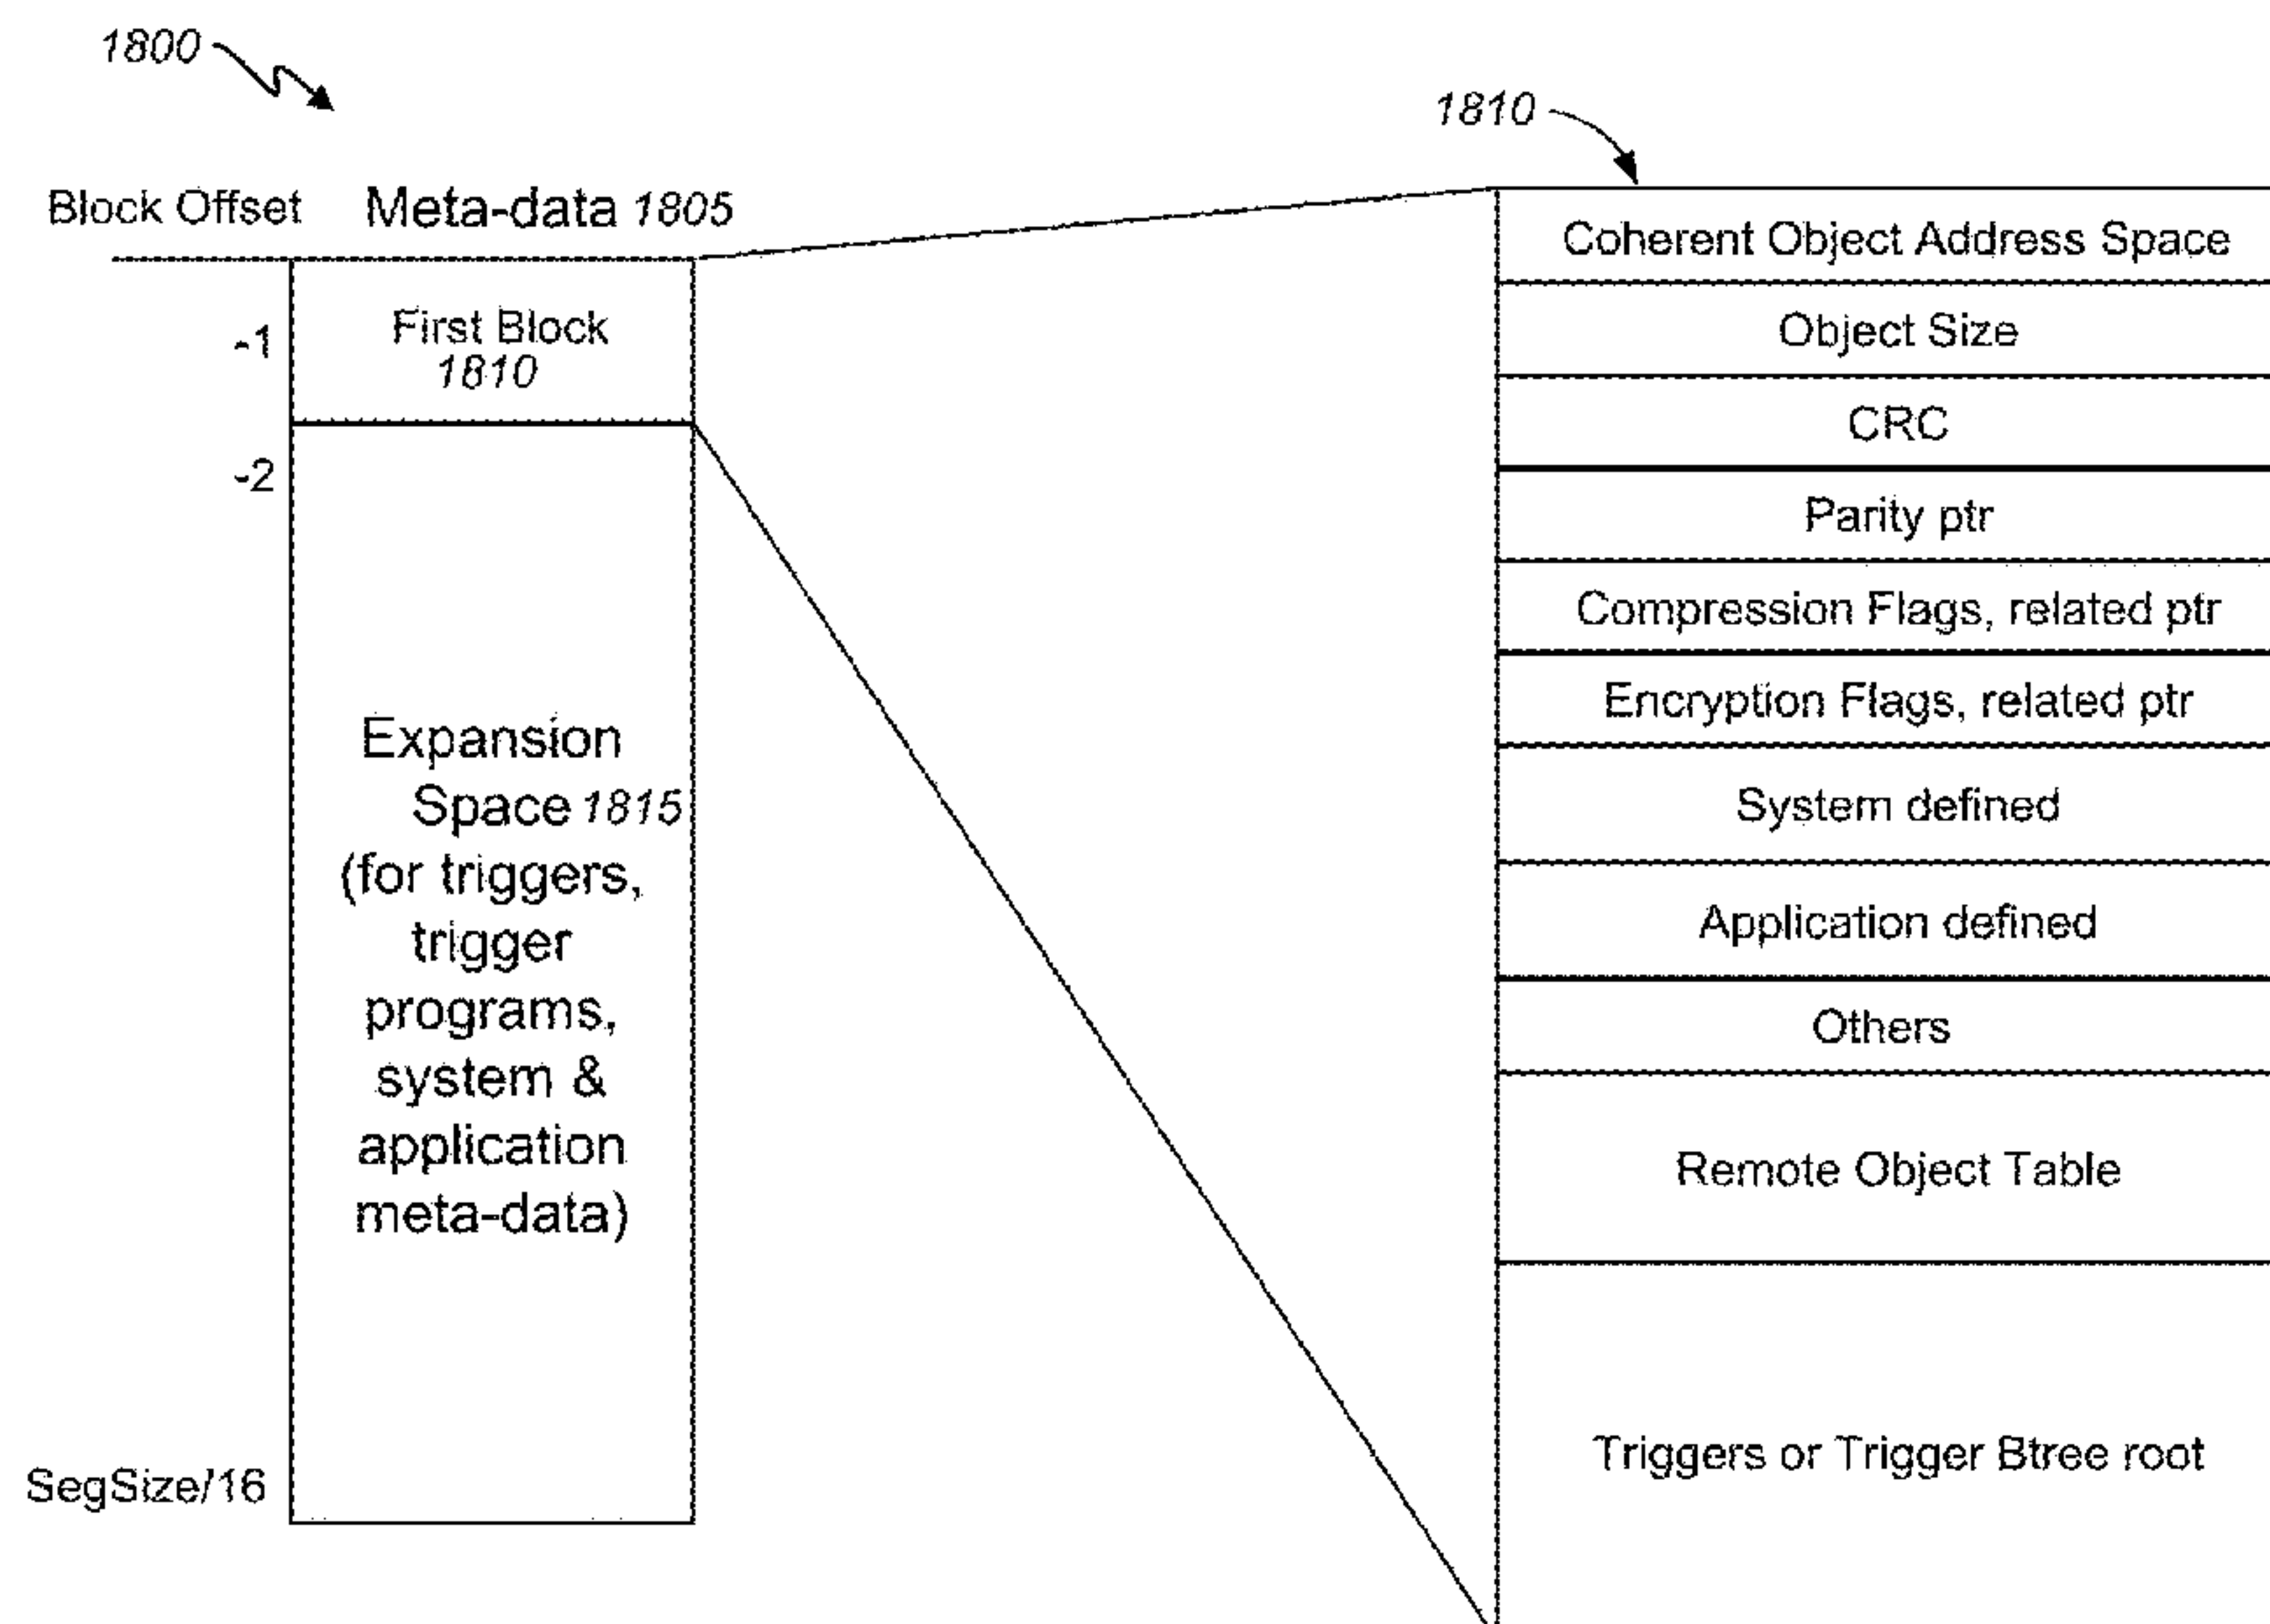 1800
1810
Block Offset
Meta-data 1805
-1
First Block
1810
-2
Expansion
Space 1815
(for triggers,
trigger
programs,
system &
application
meta-data)
SegSize/16
Coherent Object Address Space
Object Size
CRC
Parity ptr
Compression Flags, related ptr
Encryption Flags, related ptr
System defined
Application defined
Others
Remote Object Table
Triggers or Trigger Btree root